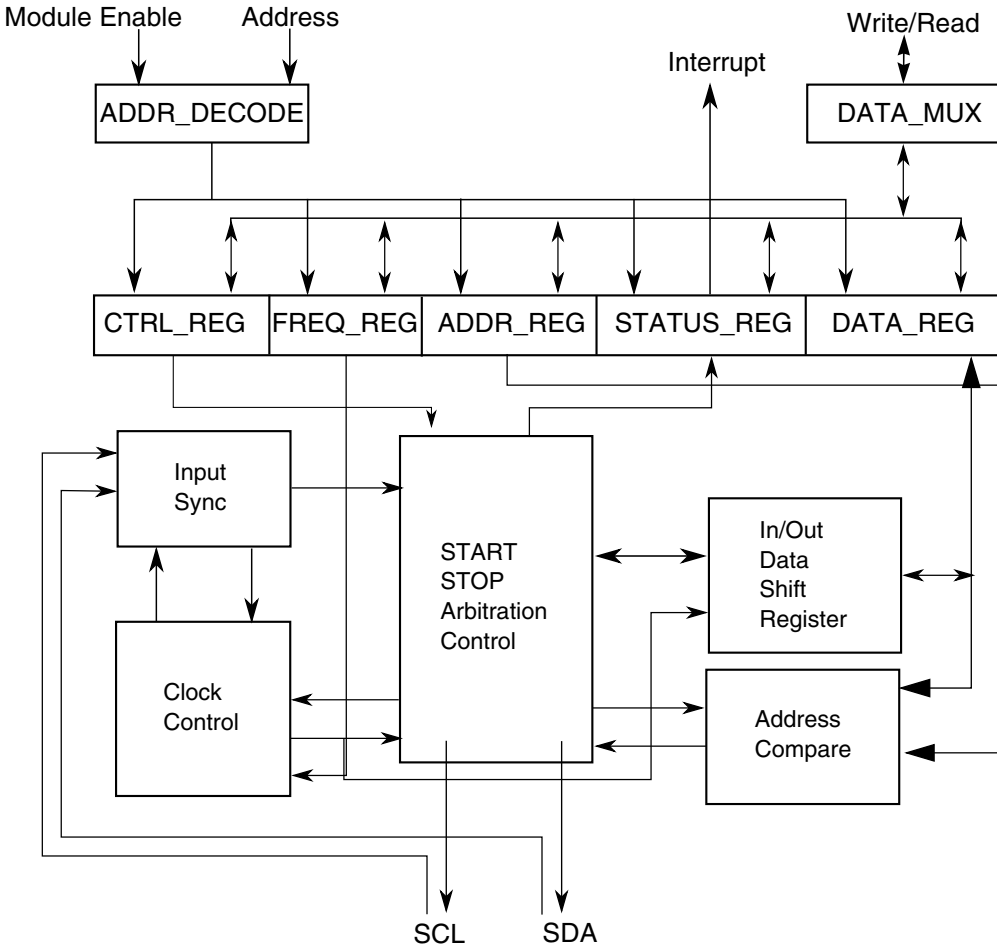 Module Enable
Address
Write/Read
Interrupt
ADDR_DECODE
DATA_MUX
CTRL_REG
FREQ_REG
ADDR_REG
STATUS_REG
DATA_REG
Input
Sync
START
STOP
Arbitration
Control
In/Out
Data
Shift
Register
Clock
Control
Address
Compare
SCL
SDA